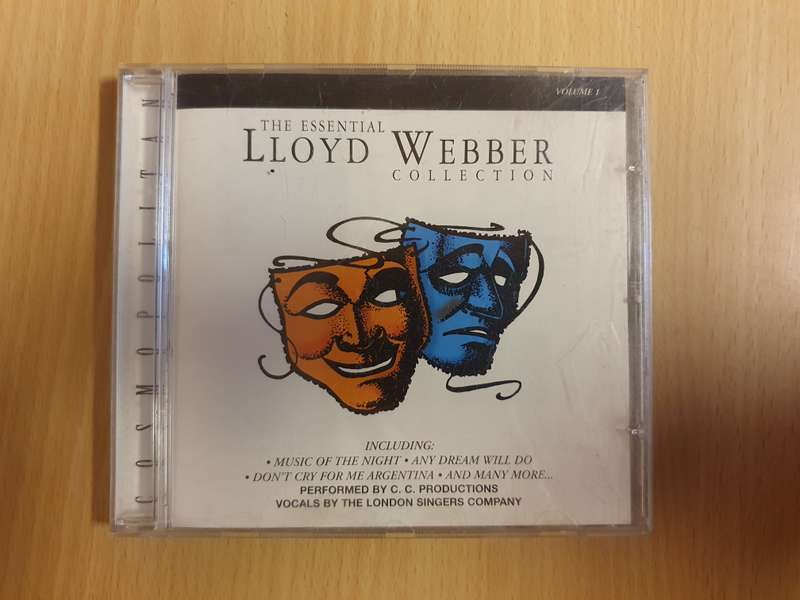 COSMOPOLITAN
VOLUME 1
THE ESSENTIAL
LLOYD WEBBER
COLLECTION
INCLUDING:
• MUSIC OF THE NIGHT • ANY DREAM WILL DO
• DON'T CRY FOR ME ARGENTINA • AND MANY MORE...
PERFORMED BY C. C. PRODUCTIONS
VOCALS BY THE LONDON SINGERS COMPANY